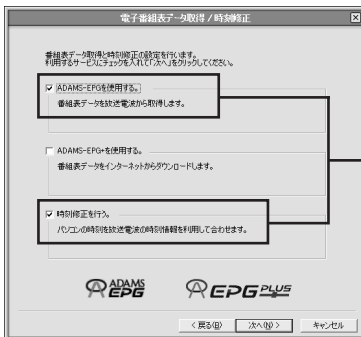 電子番組表データ取得 / 時刻修正
番組表データ取得と時刻修正の設定を行います。
利用するサービスにチェックを入れて「次へ」をクリックしてください。
ADAMS-EPGを使用する。
番組表データを放送電波から取得します。
ADAMS-EPG+を使用する。
番組表データをインターネットからダウンロードします。
時刻修正を行う。
パソコンの時刻を放送電波の時刻情報を利用して合わせます。
ADAMS
EPG
EPG PLUS
< 戻る(B)
次へ(N) >
キャンセル